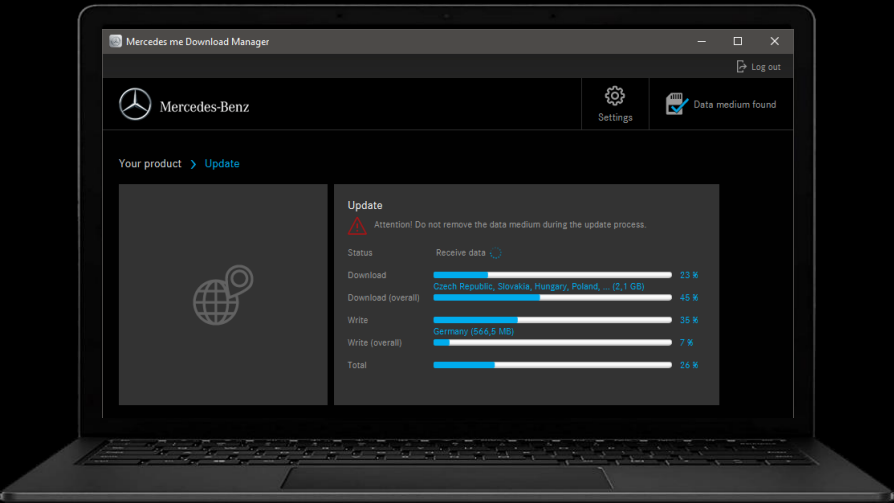 Mercedes me Download Manager
Log out
Mercedes-Benz
Settings
Data medium found
Your product > Update
Update
Attention! Do not remove the data medium during the update process.
Status Receive data
Download 23 %
Czech Republic, Slovakia, Hungary, Poland, ... (2,1 GB)
Download (overall) 45 %
Write 35 %
Germany (566,5 MB)
Write (overall) 7 %
Total 26 %